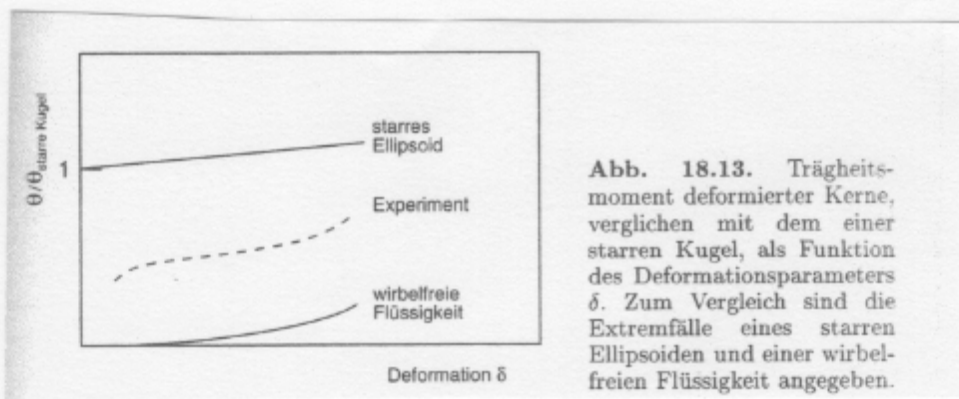 θ/θstarre Kugel
1
starres
Ellipsoid
Experiment
wirbelfreie
Flüssigkeit
Deformation δ
Abb. 18.13. Trägheits-
moment deformierter Kerne,
verglichen mit dem einer
starren Kugel, als Funktion
des Deformationsparameters
δ. Zum Vergleich sind die
Extremfälle eines starren
Ellipsoiden und einer wirbel-
freien Flüssigkeit angegeben.